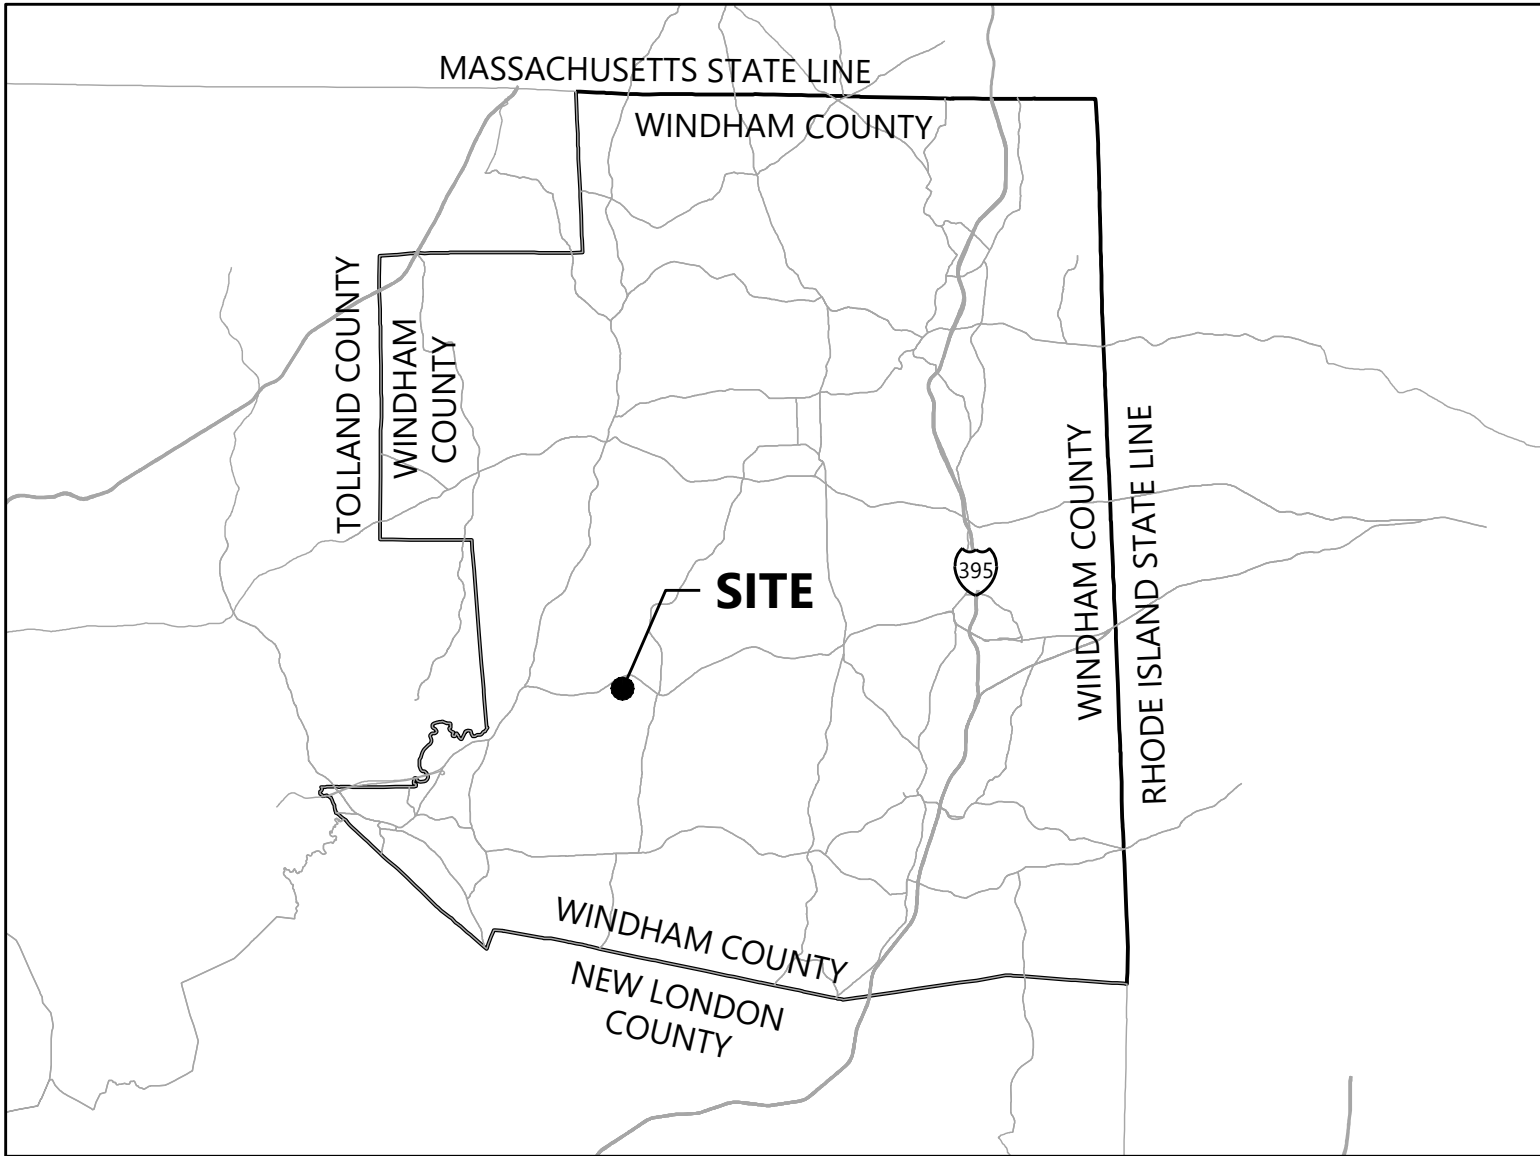 MASSACHUSETTS STATE LINE
WINDHAM COUNTY
TOLLAND COUNTY
WINDHAM
COUNTY
SITE
395
WINDHAM COUNTY
RHODE ISLAND STATE LINE
WINDHAM COUNTY
NEW LONDON
COUNTY